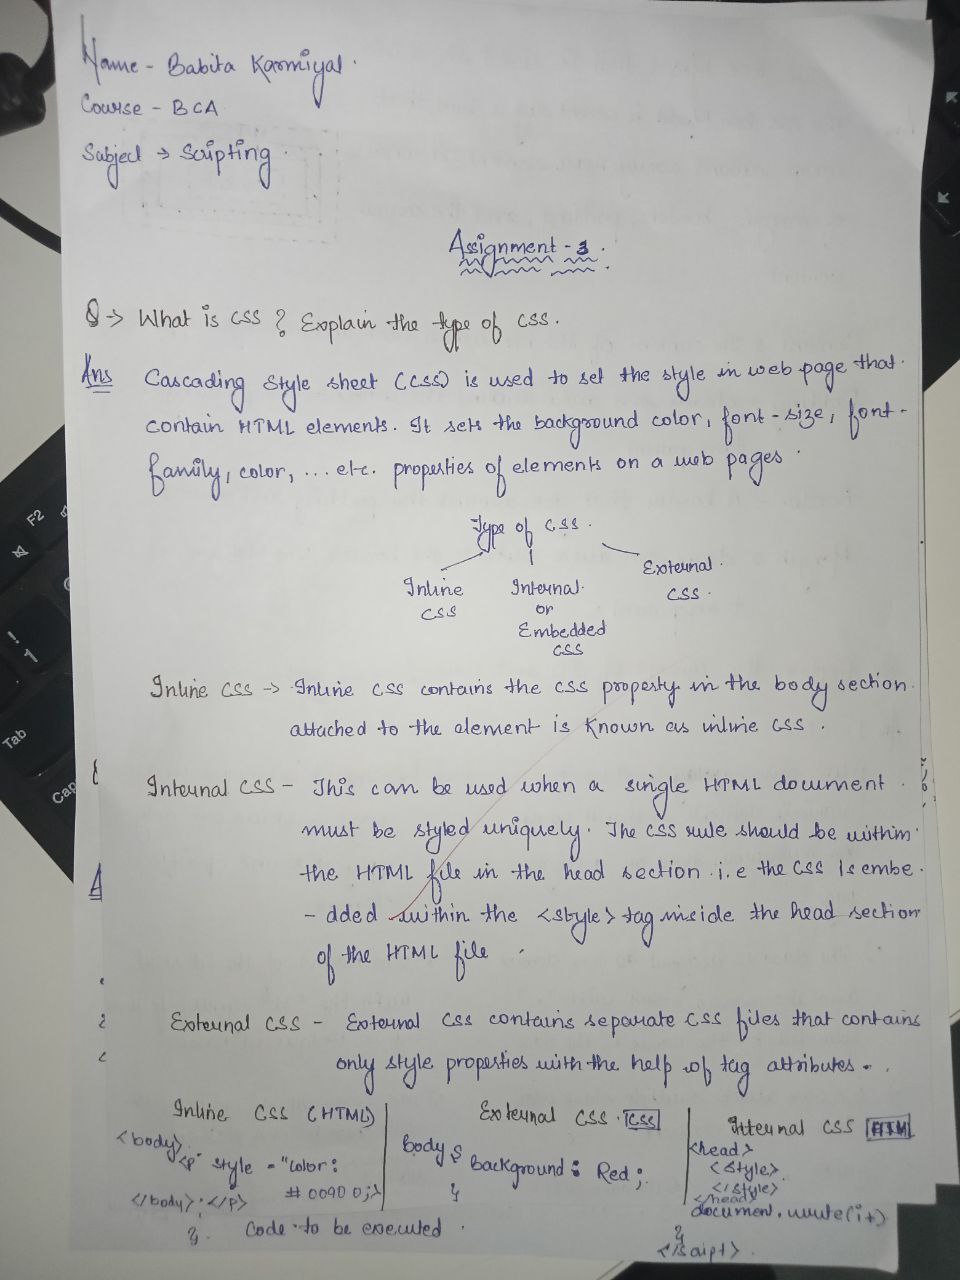 Name - Babita Karmiyal.
Course - BCA
Subject → Scripting.
Assignment - 3.
Q → What is CSS? Explain the type of CSS.
Ans Cascading Style sheet (CSS) is used to set the style in web page that
contain HTML elements. It sets the background color, font-size, font-
family, color, ... etc. properties of elements on a web pages.
Type of CSS.
Inline CSS
Internal or Embedded CSS
External CSS.
Inline CSS → Inline CSS contains the CSS property in the body section
attached to the element is known as inline CSS.
Internal CSS - This can be used when a single HTML document
must be styled uniquely. The CSS rule should be within
the HTML file in the head section i.e the CSS is embe-
- dded within the <style> tag inside the head section
of the HTML file
External CSS - External CSS contains separate CSS files that contains
only style properties with the help of tag attributes.
Inline CSS (HTML)
<body>
<p style = "color:
# 0090 0;>
</body>; </p>
External CSS. CSS
body {
background: Red;
}
Internal CSS HTM
<head>
<style>
</style>
</head>
document.write(i+)
}
</script>
}. Code to be executed.
F2
!
1
Tab
Cap